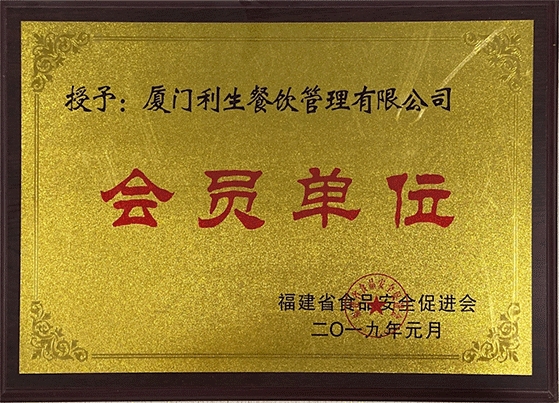 授予：厦门利生餐饮管理有限公司
会员单位
福建省食品安全促进会
二〇一九年元月